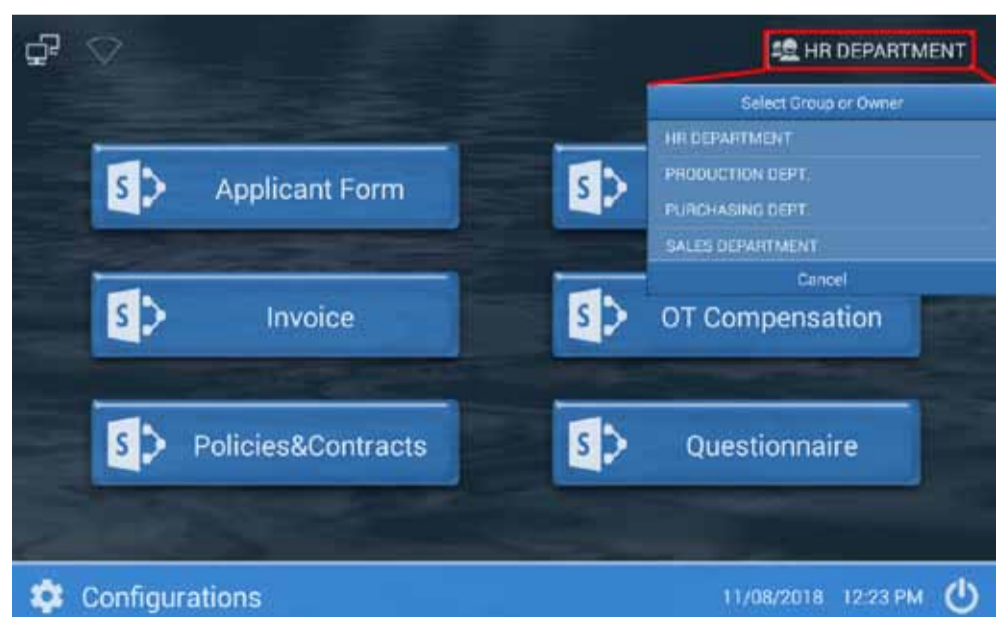 HR DEPARTMENT
Select Group or Owner
HR DEPARTMENT
PRODUCTION DEPT.
PURCHASING DEPT.
SALES DEPARTMENT
Cancel
S Applicant Form
S
S Invoice
S OT Compensation
S Policies&Contracts
S Questionnaire
Configurations 11/08/2018 12:23 PM